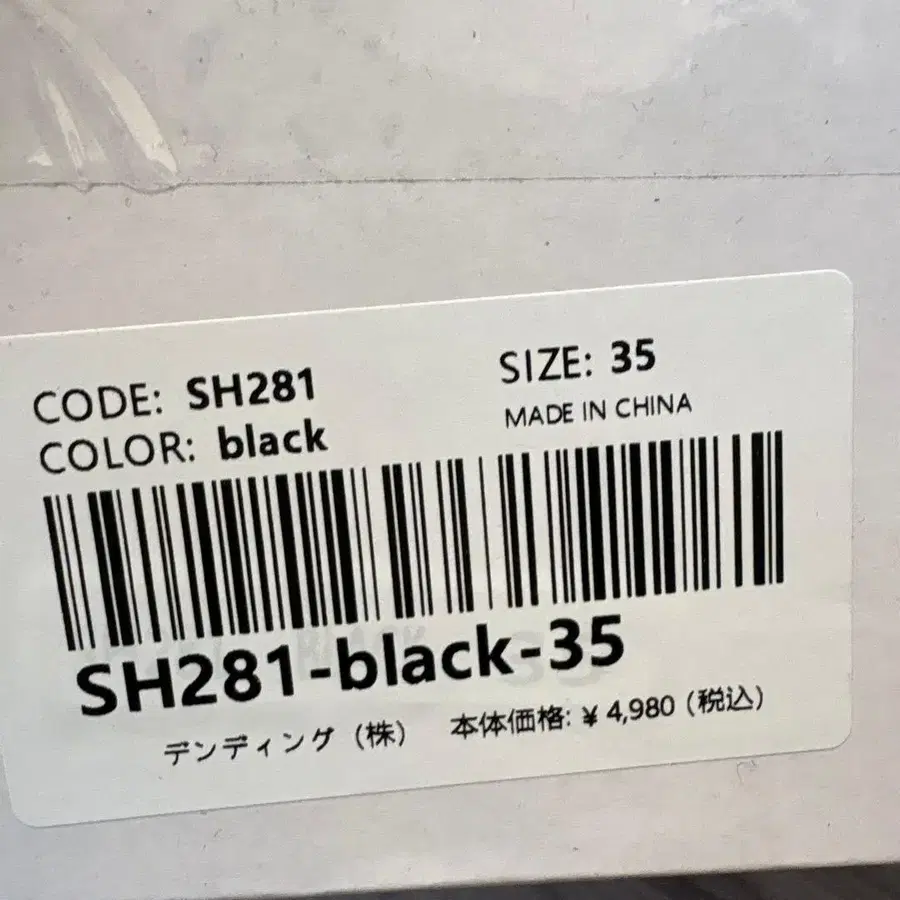 CODE: SH281
SIZE: 35
COLOR: black
MADE IN CHINA
SH281-black-35
デンディング（株） 本体価格: ¥ 4,980（税込）